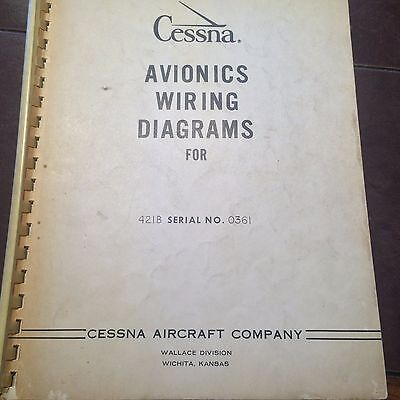 Cessna®
AVIONICS
WIRING
DIAGRAMS
FOR
421B SERIAL NO. 0361
CESSNA AIRCRAFT COMPANY
WALLACE DIVISION
WICHITA, KANSAS